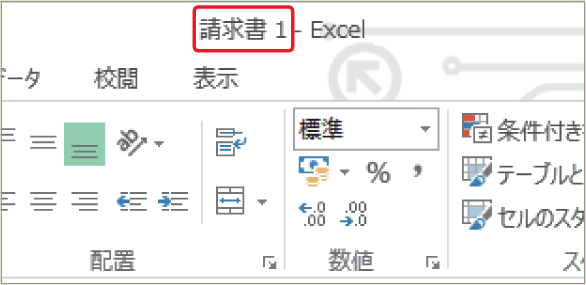 請求書 1 - Excel
データ 校閲 表示
標準
条件付き
% ,
テーブルと
←.0 .00
.00 →.0
セルのスタ
配置 数値 ス